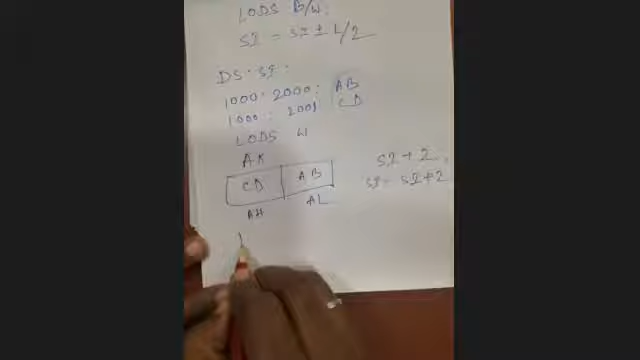 LODS B/W.
SI = SI ± 1/2
DS : SI :
1000 : 2000 : AB
1000 : 2001 CD
LODS W
AX
CD AB
AH AL
SI + 2,
SI = SI + 2